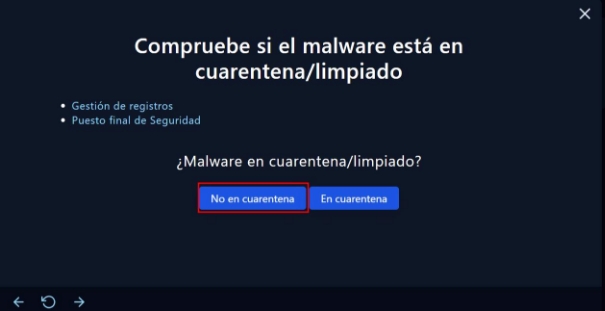 Compruebe si el malware está en
cuarentena/limpiado
Gestión de registros
Puesto final de Seguridad
¿Malware en cuarentena/limpiado?
No en cuarentena
En cuarentena